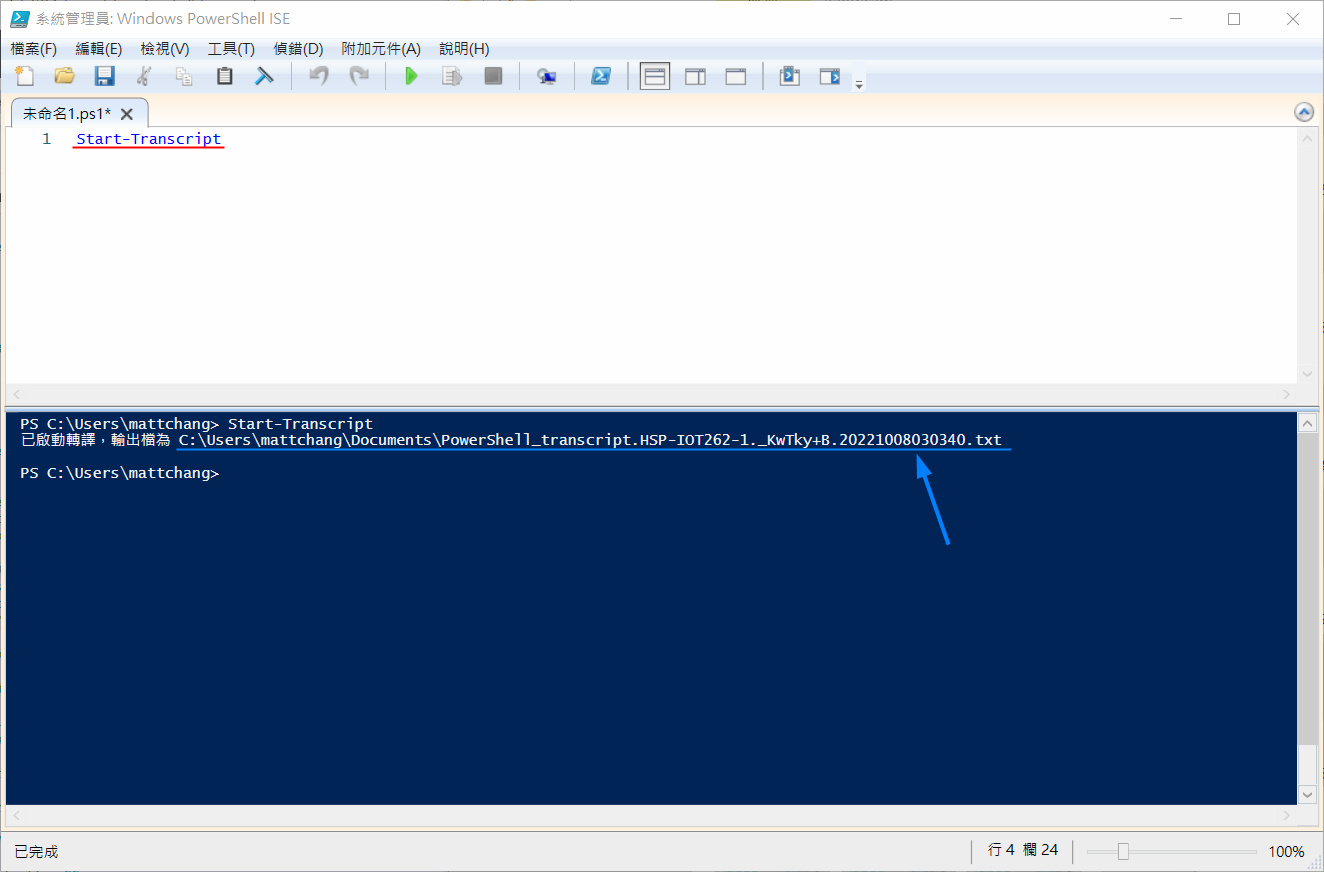 系統管理員: Windows PowerShell ISE
檔案(F) 編輯(E) 檢視(V) 工具(T) 偵錯(D) 附加元件(A) 說明(H)
未命名1.ps1*
1 Start-Transcript
PS C:\Users\mattchang> Start-Transcript
已啟動轉譯，輸出檔為 C:\Users\mattchang\Documents\PowerShell_transcript.HSP-IOT262-1._KwTky+B.20221008030340.txt
PS C:\Users\mattchang>
已完成 行 4 欄 24 100%